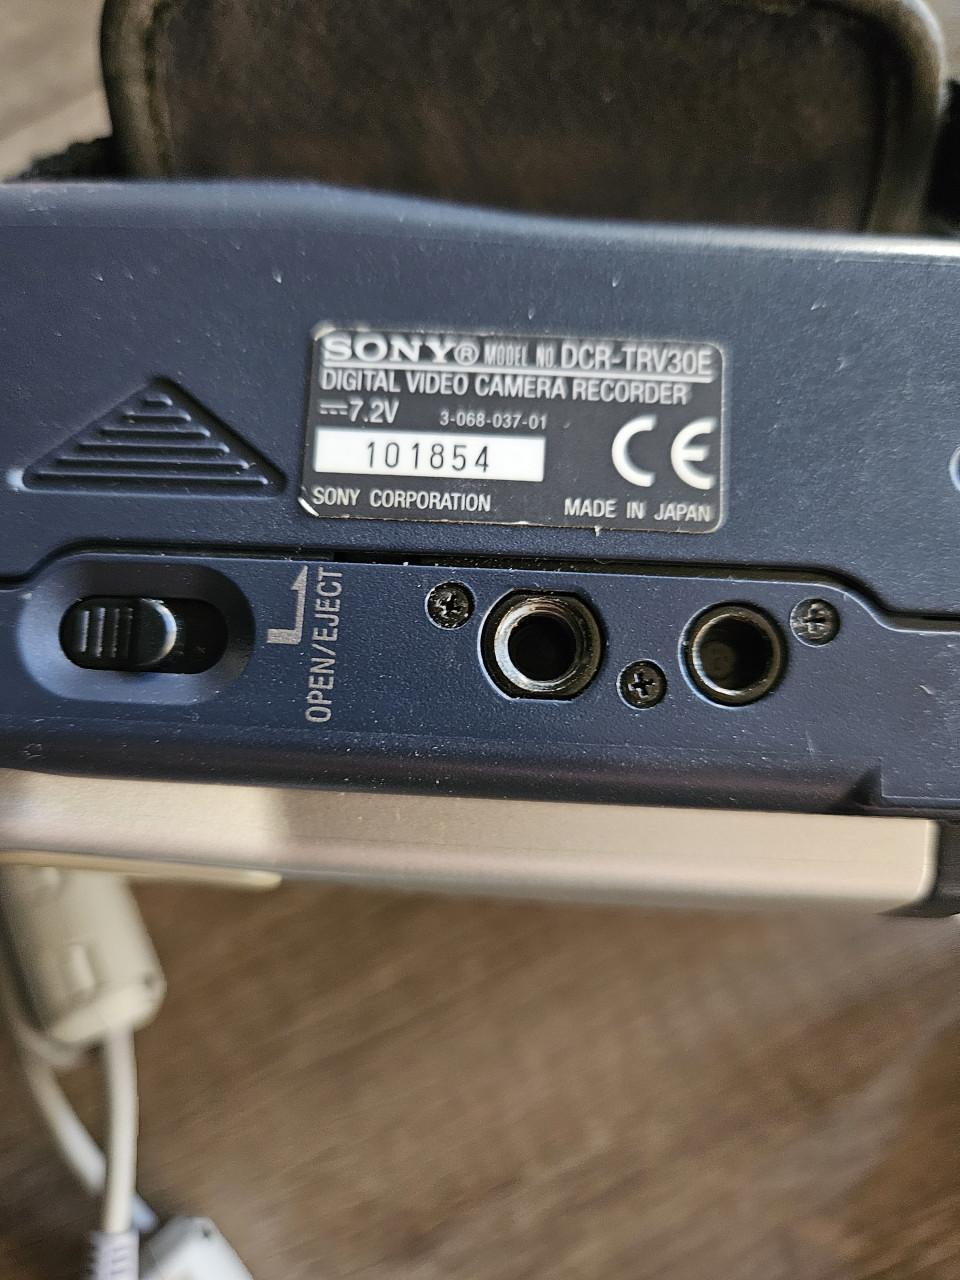 SONY® MODEL NO. DCR-TRV30E
DIGITAL VIDEO CAMERA RECORDER
⎓7.2V 3-068-037-01
CE
101854
SONY CORPORATION MADE IN JAPAN
OPEN/EJECT